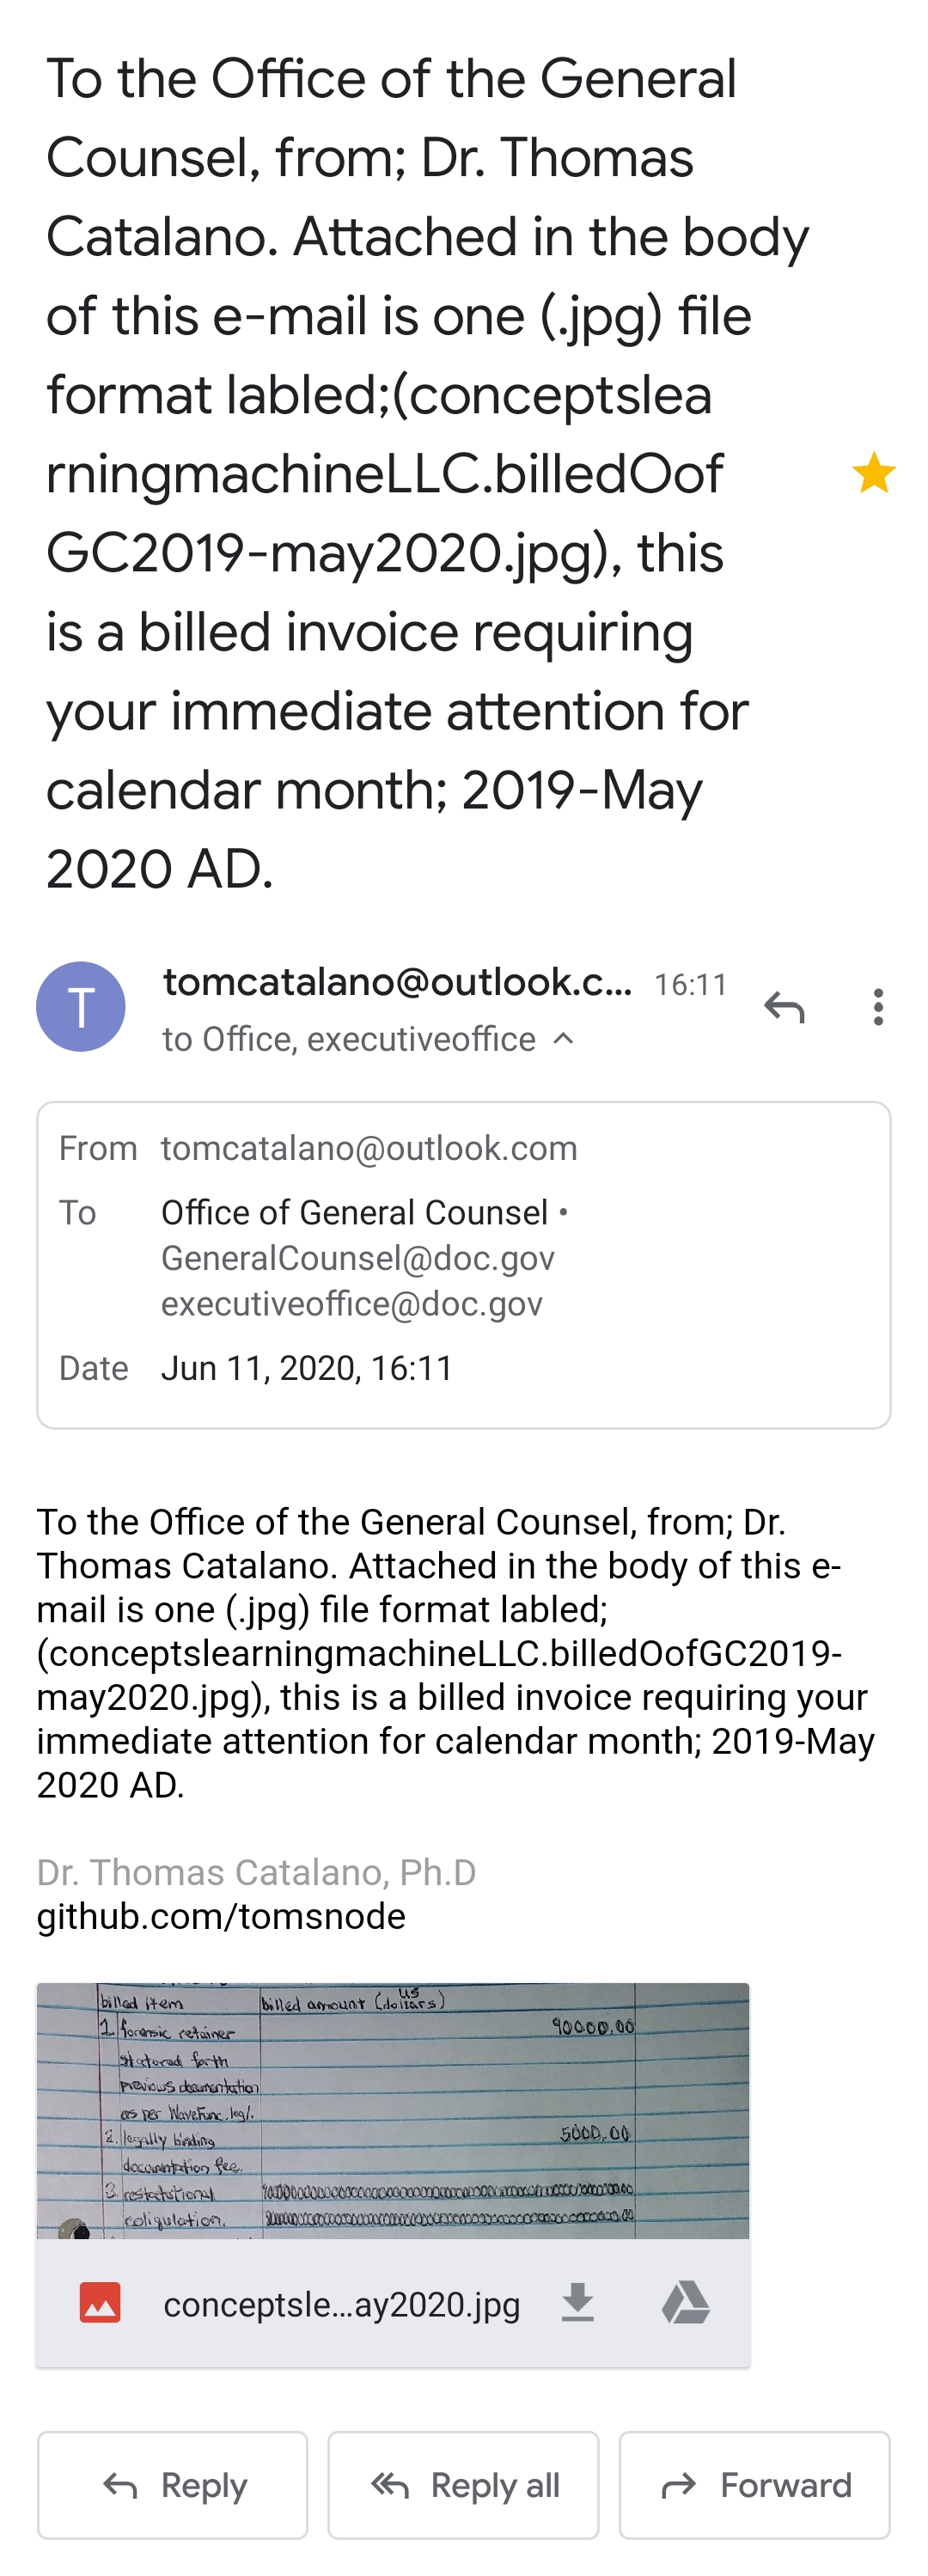 To the Office of the General
Counsel, from; Dr. Thomas
Catalano. Attached in the body
of this e-mail is one (.jpg) file
format labled;(conceptslea
rningmachineLLC.billedOof
GC2019-may2020.jpg), this
is a billed invoice requiring
your immediate attention for
calendar month; 2019-May
2020 AD.
T
tomcatalano@outlook.c... 16:11
to Office, executiveoffice
From tomcatalano@outlook.com
To Office of General Counsel •
GeneralCounsel@doc.gov
executiveoffice@doc.gov
Date Jun 11, 2020, 16:11
To the Office of the General Counsel, from; Dr.
Thomas Catalano. Attached in the body of this e-
mail is one (.jpg) file format labled;
(conceptslearningmachineLLC.billedOofGC2019-
may2020.jpg), this is a billed invoice requiring your
immediate attention for calendar month; 2019-May
2020 AD.
Dr. Thomas Catalano, Ph.D
github.com/tomsnode
billed item billed amount (us dollars)
1. forensic retainer 90000.00
forth
previous documentation
as per WaveFunc.log/.
2. legally binding 5000.00
documentation fee.
3.
conceptsle...ay2020.jpg
Reply Reply all Forward